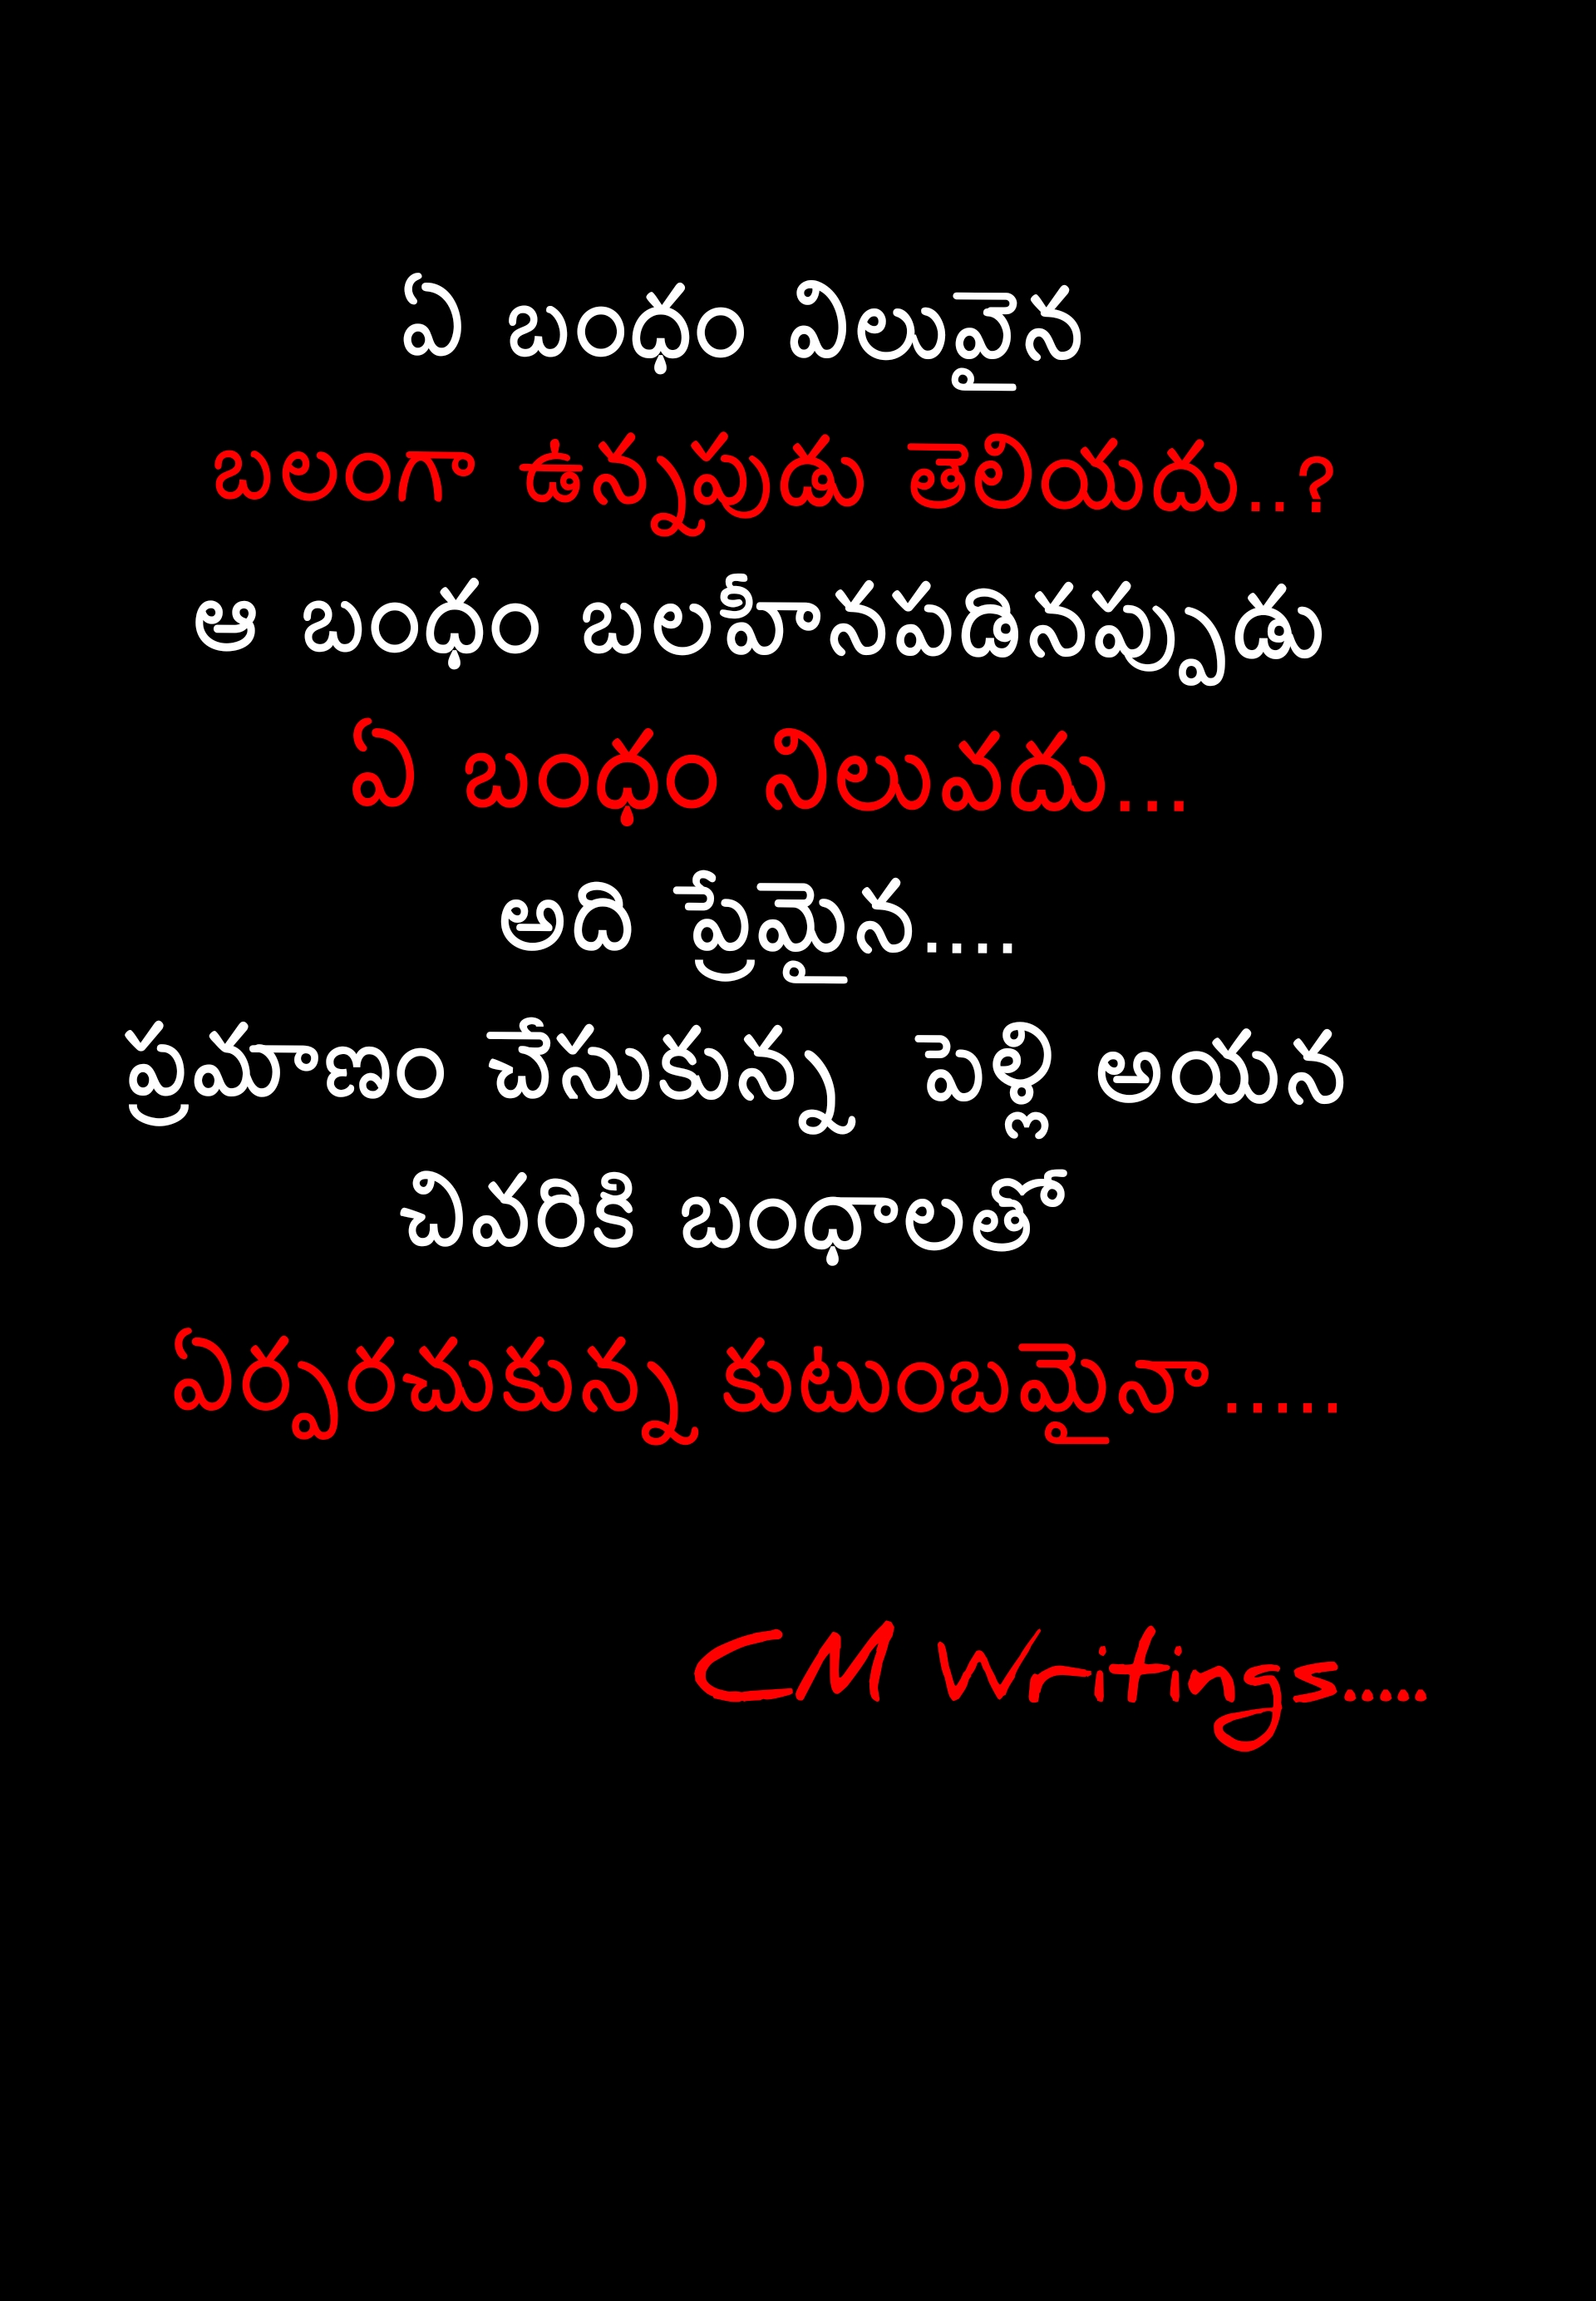 ఏ బంధం విలువైన
బలంగా ఉన్నపుడు తెలియదు..?
ఆ బంధం బలహీనపడినప్పుడు
ఏ బంధం నిలువదు...
అది ప్రేమైన....
ప్రమాణం చేసుకున్న పెళ్లి అయన
చివరికి బంధాలతో
ఏర్పరచుకున్న కుటుంబమైనా.....
CM Writings.....